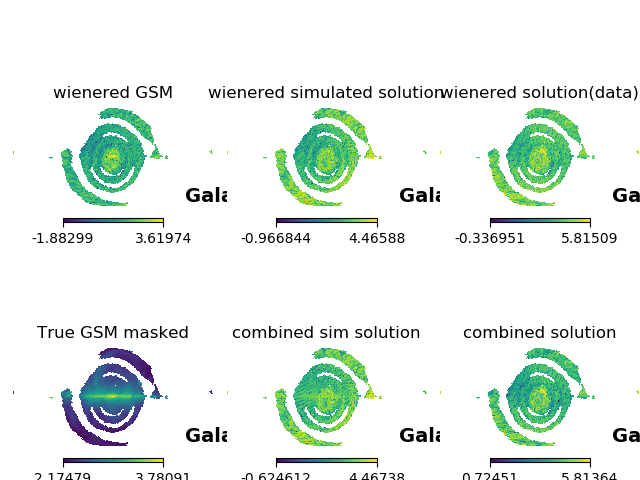 wienered GSM wienered simulated solution wienered solution(data)
Gala Gala Ga
-1.88299 3.61974 -0.966844 4.46588 -0.336951 5.81509
True GSM masked combined sim solution combined solution
Gala Gala Ga
2.17479 3.78091 -0.624612 4.46738 0.72451 5.81364